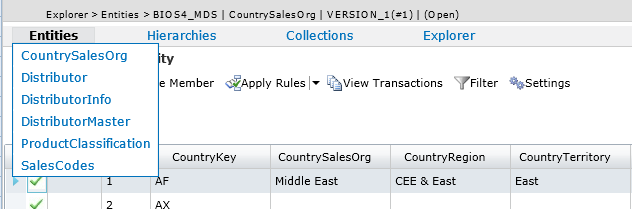 Explorer > Entities > BIOS4_MDS | CountrySalesOrg | VERSION_1(#1) | (Open)
Entities Hierarchies Collections Explorer
CountrySalesOrg
Distributor
DistributorInfo
DistributorMaster
ProductClassification
SalesCodes
ity
e Member Apply Rules View Transactions Filter Settings
CountryKey CountrySalesOrg CountryRegion CountryTerritory
1 AF Middle East CEE & East East
2 AX